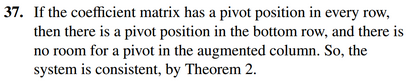 37. If the coefficient matrix has a pivot position in every row,
then there is a pivot position in the bottom row, and there is
no room for a pivot in the augmented column. So, the
system is consistent, by Theorem 2.